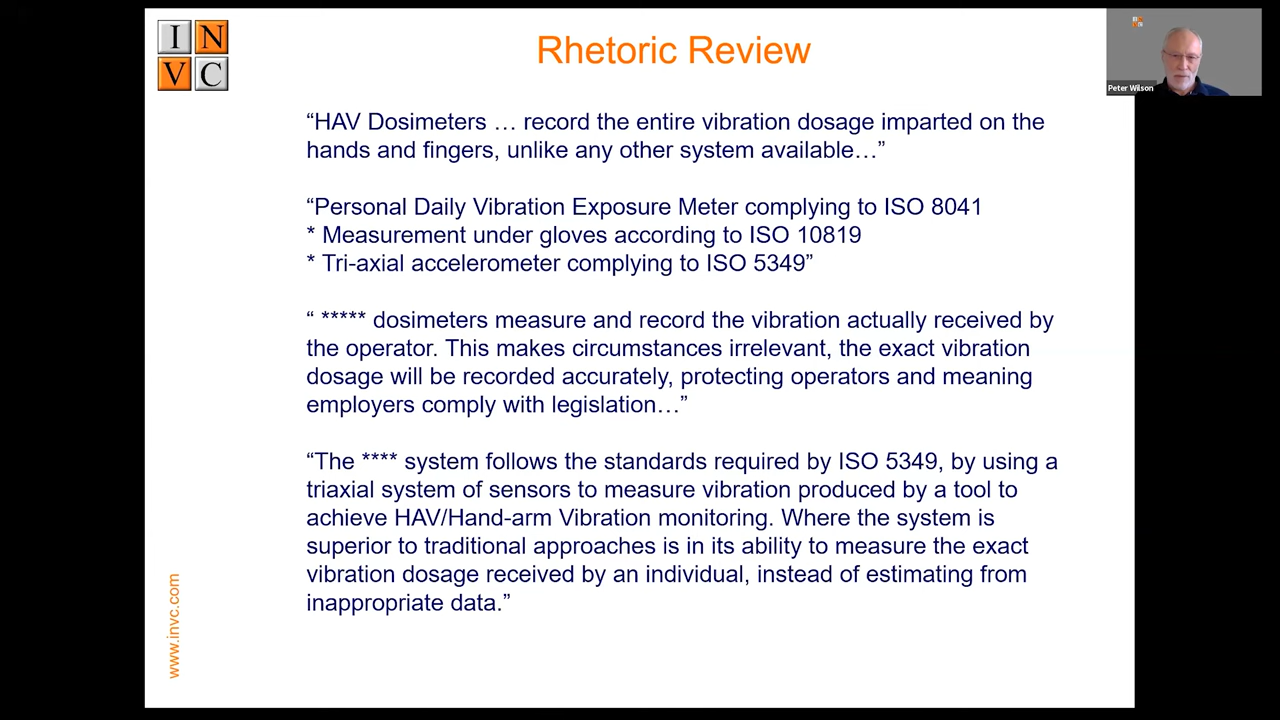 I N
V C
Rhetoric Review
Peter Wilson
“HAV Dosimeters … record the entire vibration dosage imparted on the
hands and fingers, unlike any other system available…”
“Personal Daily Vibration Exposure Meter complying to ISO 8041
* Measurement under gloves according to ISO 10819
* Tri-axial accelerometer complying to ISO 5349”
“ ***** dosimeters measure and record the vibration actually received by
the operator. This makes circumstances irrelevant, the exact vibration
dosage will be recorded accurately, protecting operators and meaning
employers comply with legislation…”
“The **** system follows the standards required by ISO 5349, by using a
triaxial system of sensors to measure vibration produced by a tool to
achieve HAV/Hand-arm Vibration monitoring. Where the system is
superior to traditional approaches is in its ability to measure the exact
vibration dosage received by an individual, instead of estimating from
inappropriate data.”
www.invc.com